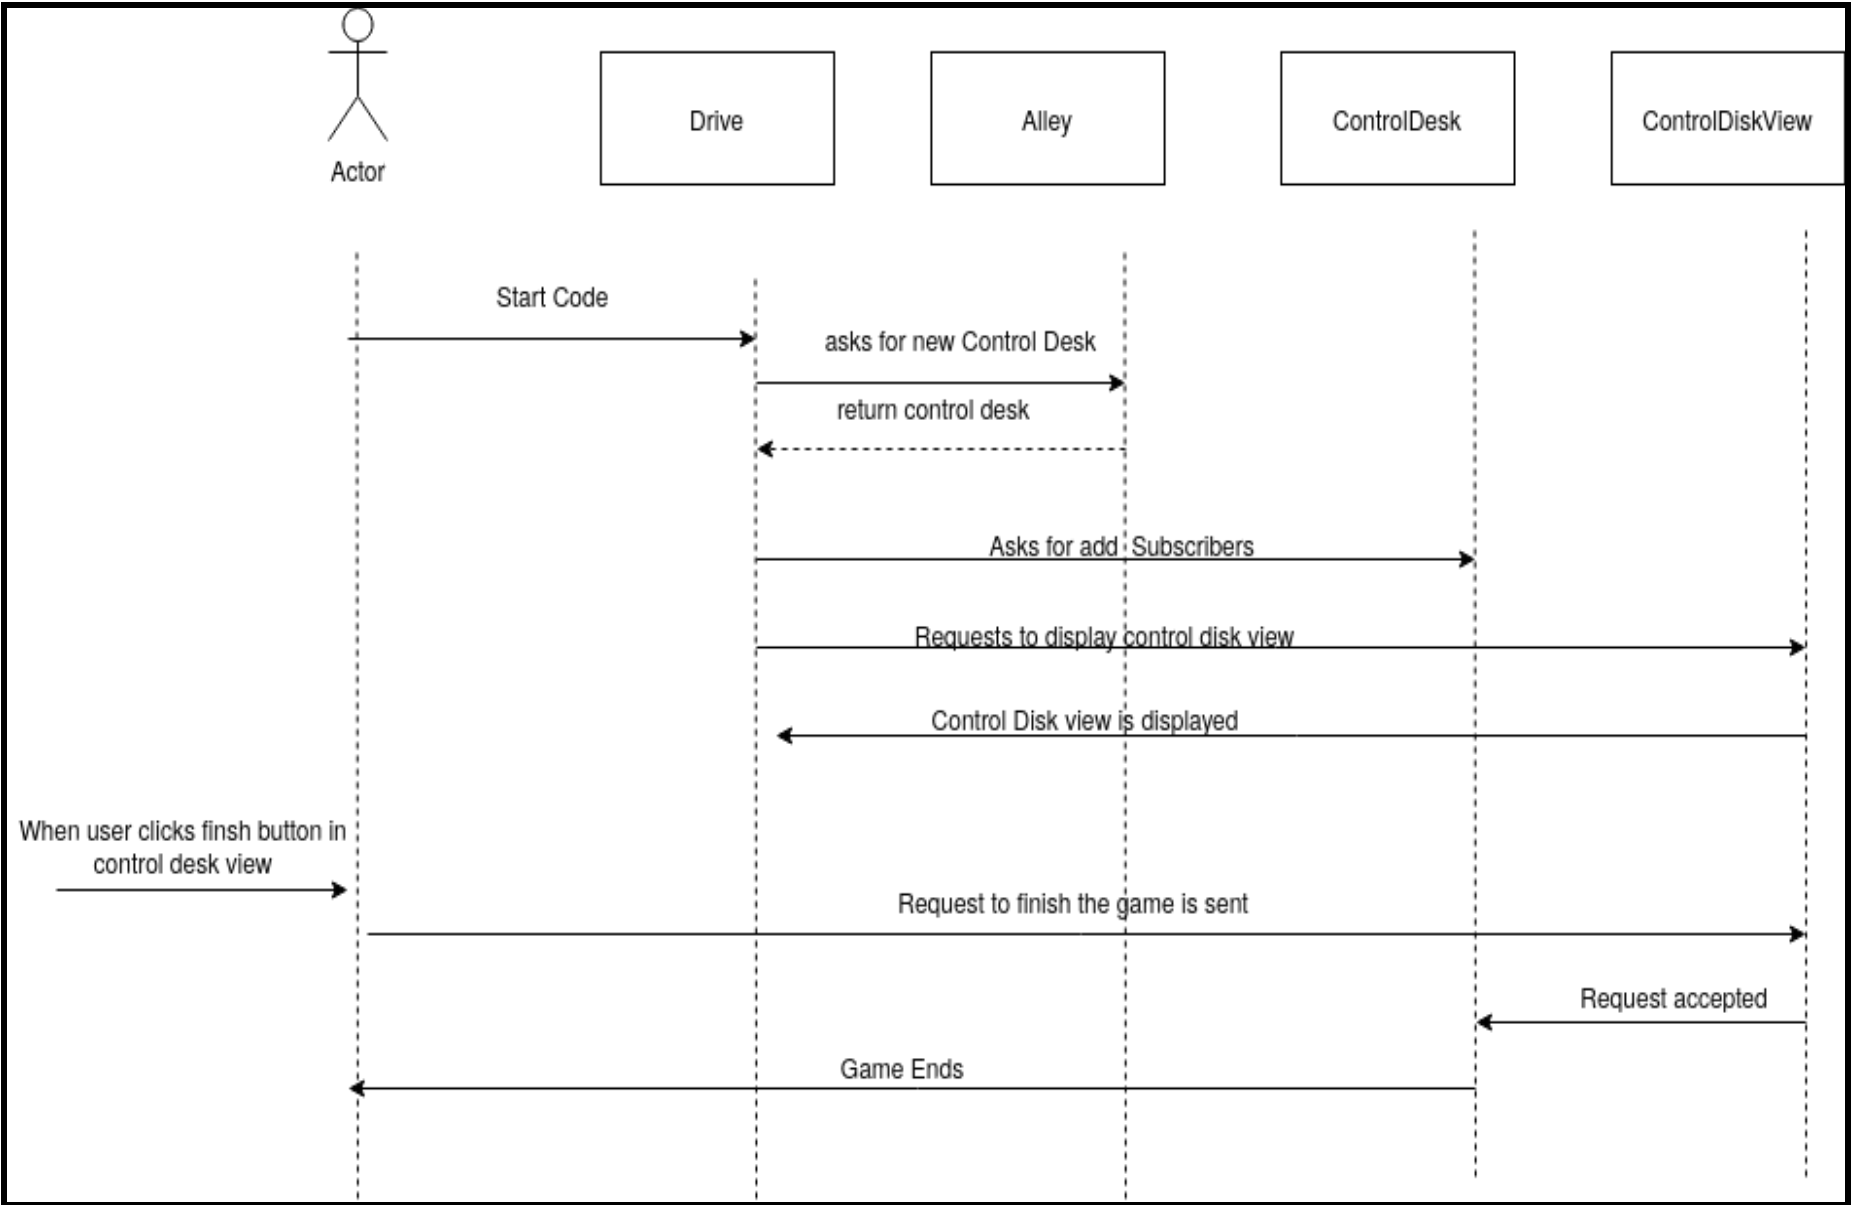 Actor
Drive
Alley
ControlDesk
ControlDiskView
Start Code
asks for new Control Desk
return control desk
Asks for add Subscribers
Requests to display control disk view
Control Disk view is displayed
When user clicks finsh button in
control desk view
Request to finish the game is sent
Request accepted
Game Ends